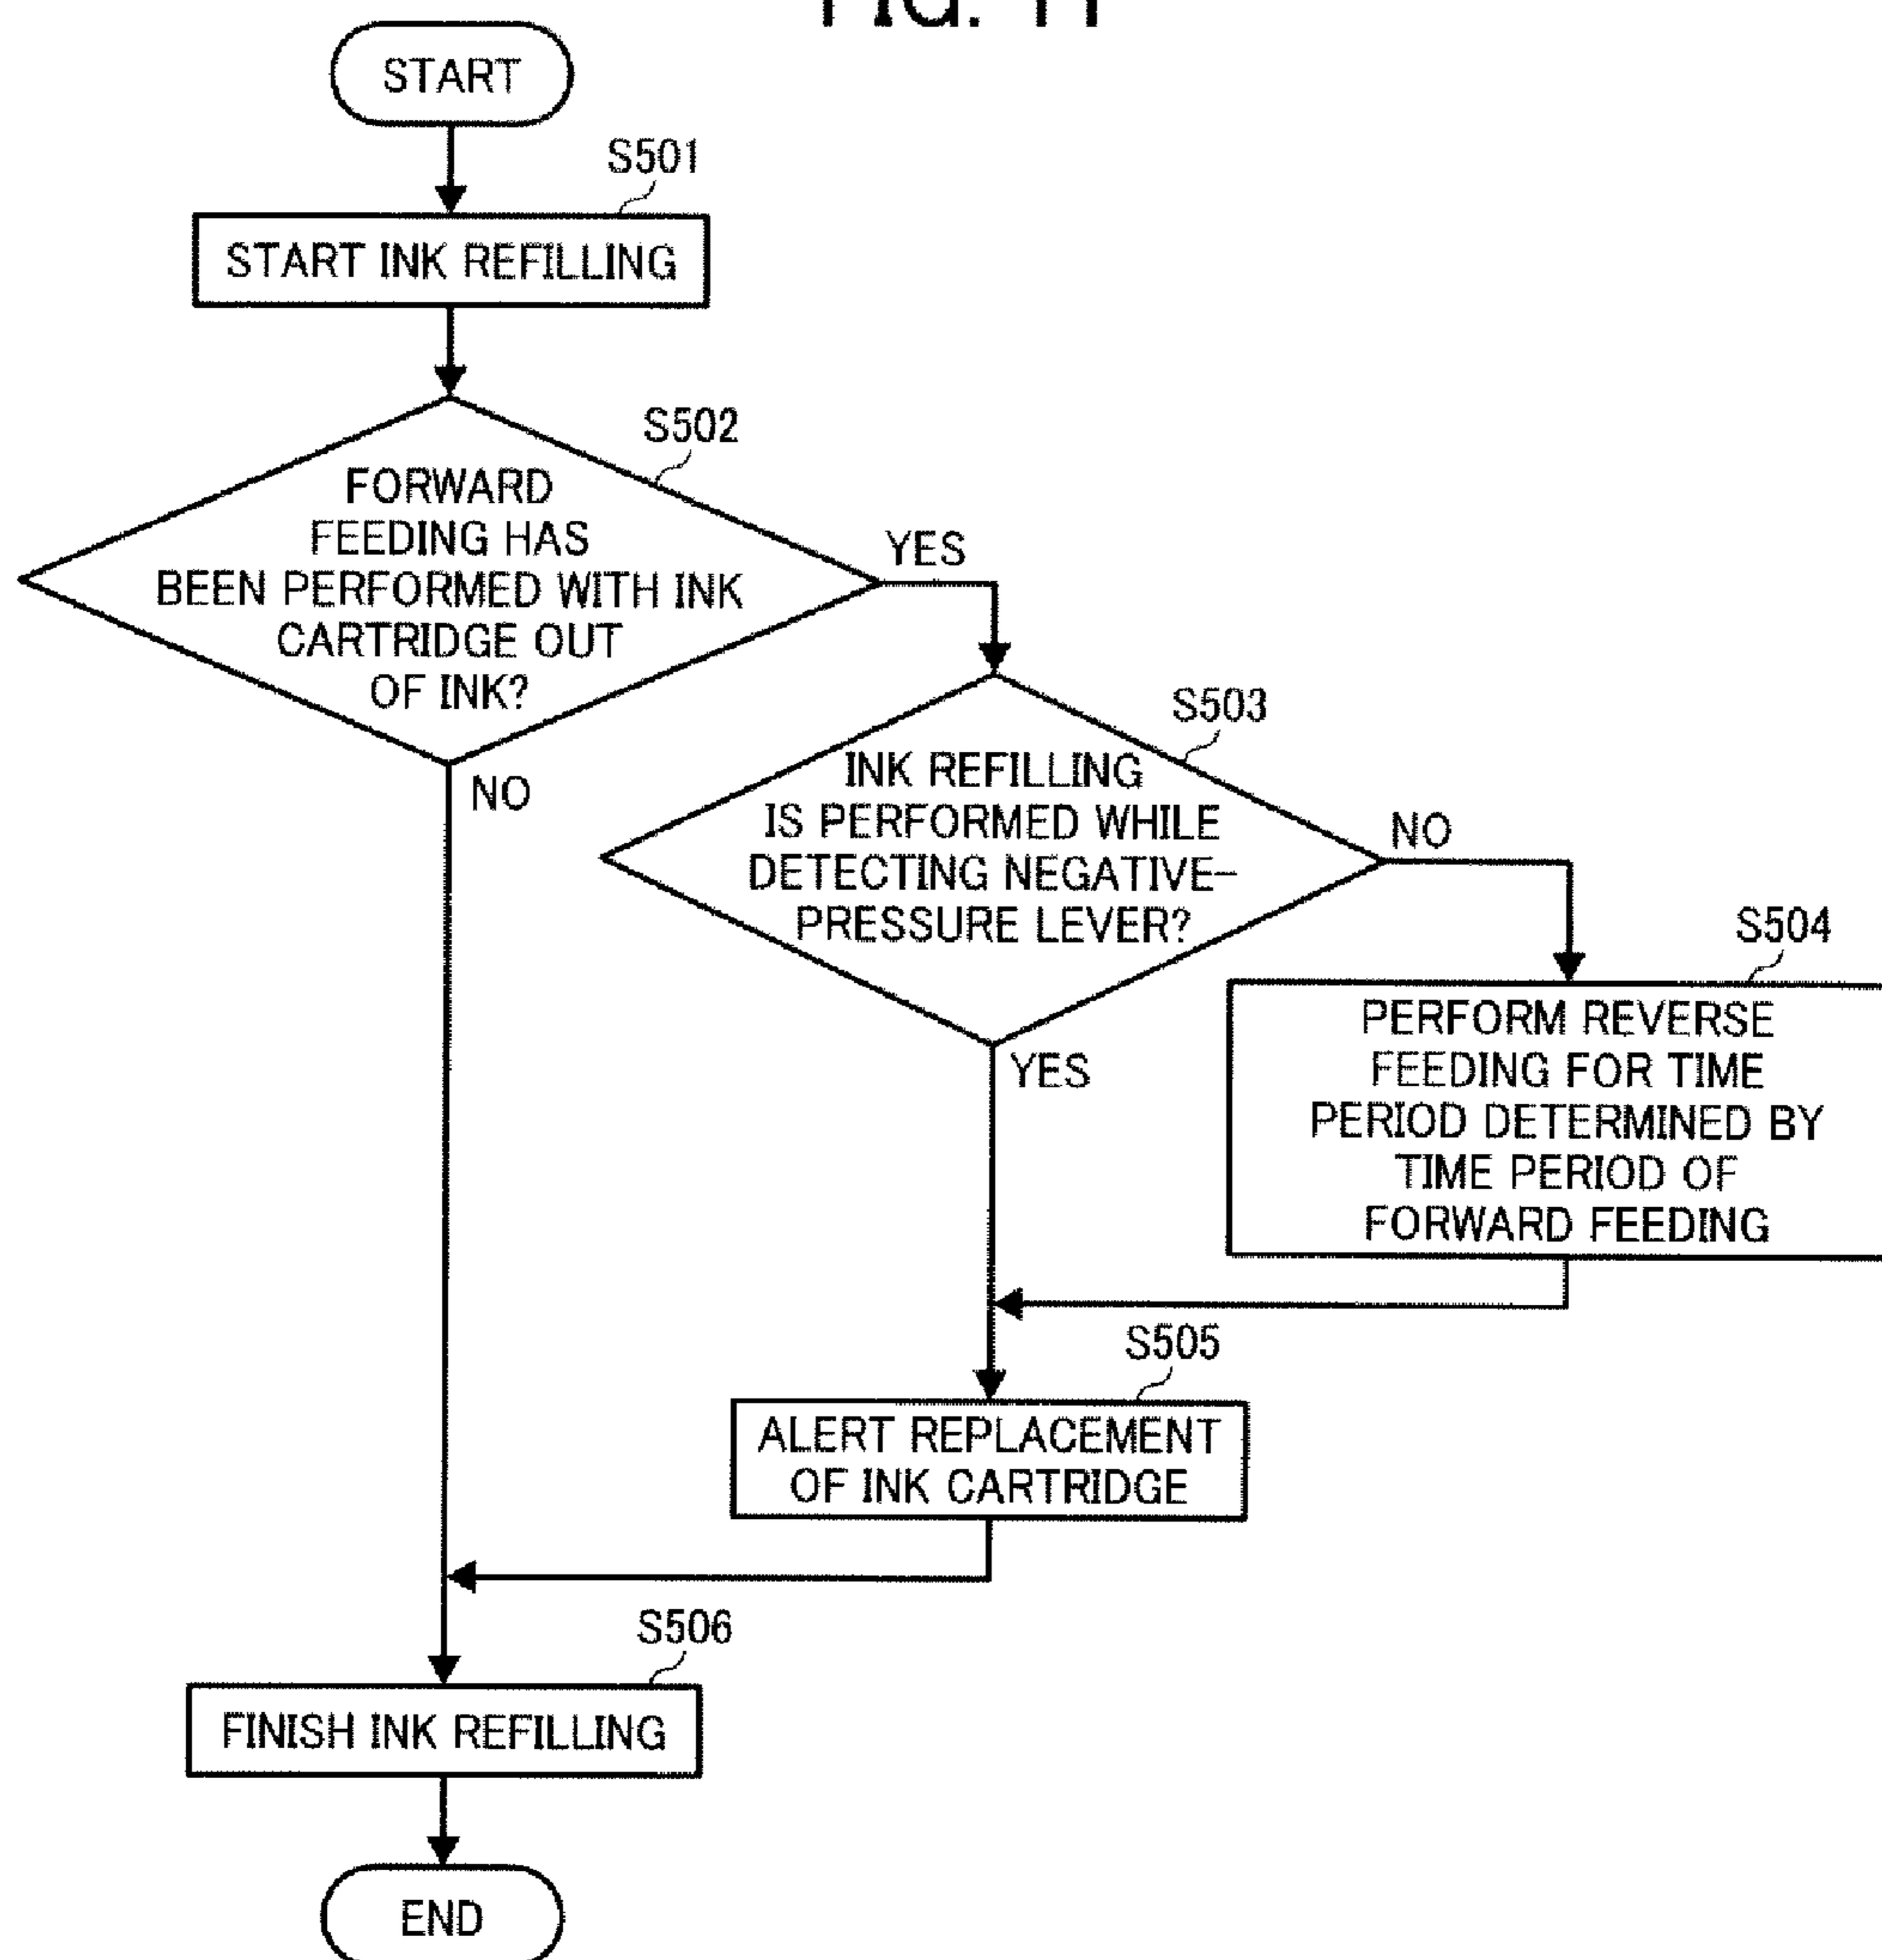 START
S501
START INK REFILLING
S502
FORWARD
FEEDING HAS
BEEN PERFORMED WITH INK
CARTRIDGE OUT
OF INK?
YES
NO
S503
INK REFILLING
IS PERFORMED WHILE
DETECTING NEGATIVE-
PRESSURE LEVER?
NO
YES
S504
PERFORM REVERSE
FEEDING FOR TIME
PERIOD DETERMINED BY
TIME PERIOD OF
FORWARD FEEDING
S505
ALERT REPLACEMENT
OF INK CARTRIDGE
S506
FINISH INK REFILLING
END